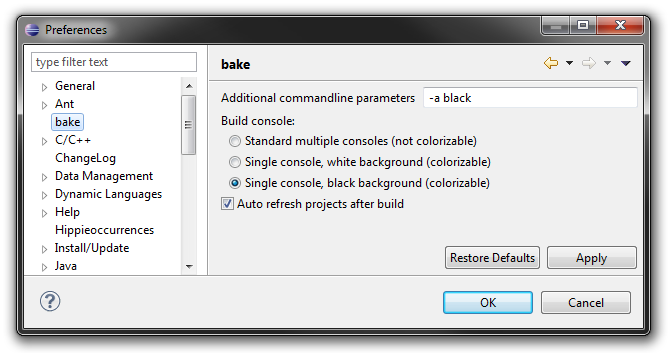 Preferences
type filter text
General
Ant
bake
C/C++
ChangeLog
Data Management
Dynamic Languages
Help
Hippieoccurrences
Install/Update
Java
bake
Additional commandline parameters -a black
Build console:
Standard multiple consoles (not colorizable)
Single console, white background (colorizable)
Single console, black background (colorizable)
Auto refresh projects after build
Restore Defaults Apply
? OK Cancel